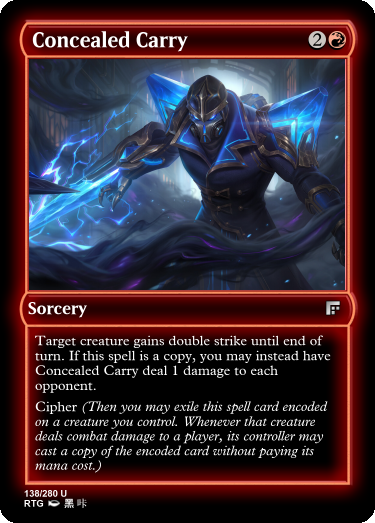 Concealed Carry 2
Sorcery
Target creature gains double strike until end of
turn. If this spell is a copy, you may instead have
Concealed Carry deal 1 damage to each
opponent.
Cipher (Then you may exile this spell card encoded
on a creature you control. Whenever that creature
deals combat damage to a player, its controller may
cast a copy of the encoded card without paying its
mana cost.)
138/280 U
RTG 黑 咔